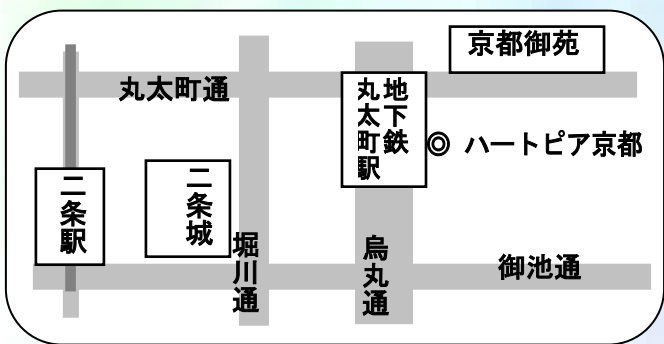 京都御苑
丸太町通
地下鉄
丸太町駅
◎ ハートピア京都
二条駅
二条城
堀川通
烏丸通
御池通